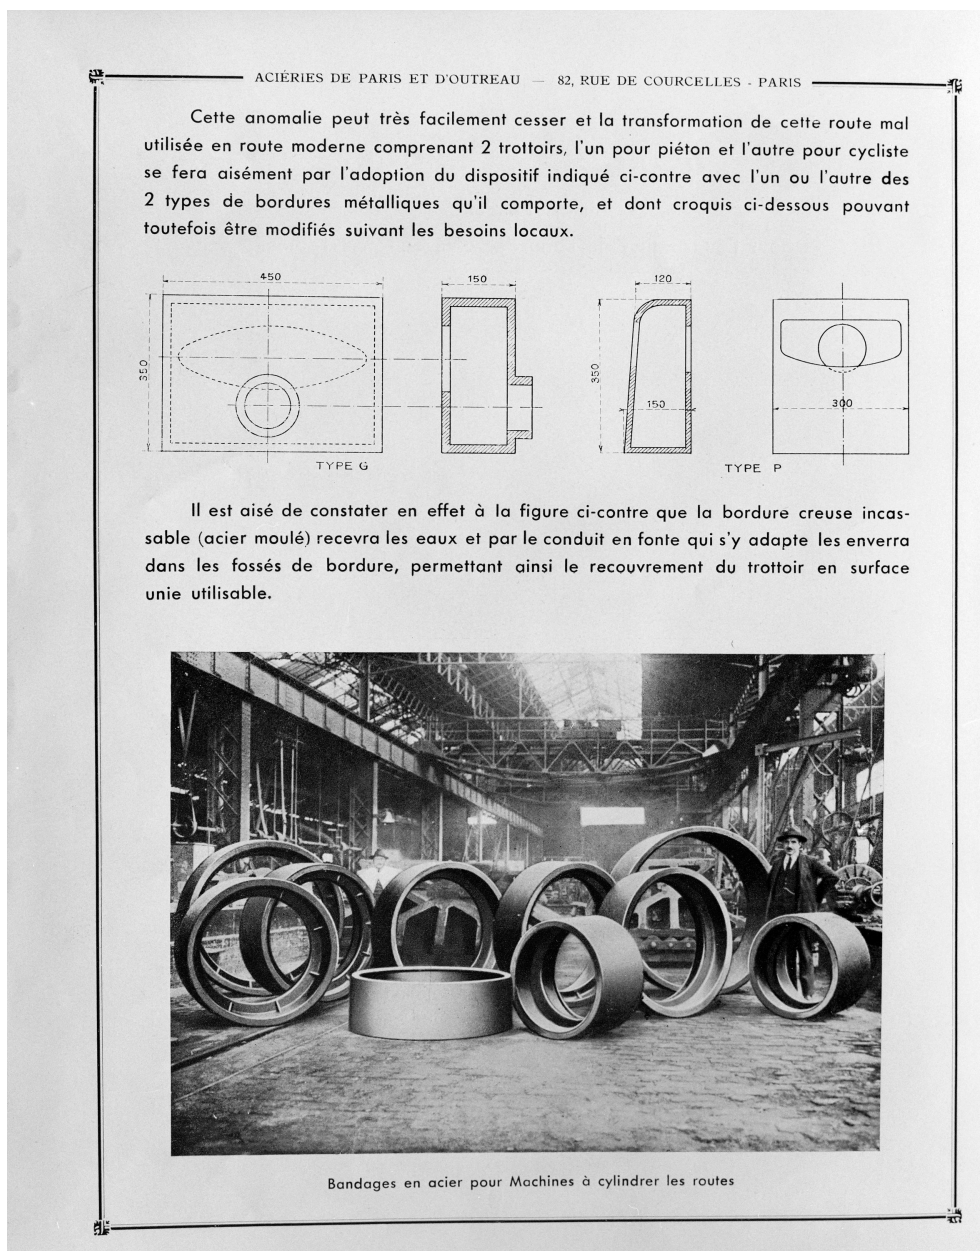 ACIÉRIES DE PARIS ET D'OUTREAU — 82, RUE DE COURCELLES - PARIS
Cette anomalie peut très facilement cesser et la transformation de cette route mal
utilisée en route moderne comprenant 2 trottoirs, l'un pour piéton et l'autre pour cycliste
se fera aisément par l'adoption du dispositif indiqué ci-contre avec l'un ou l'autre des
2 types de bordures métalliques qu'il comporte, et dont croquis ci-dessous pouvant
toutefois être modifiés suivant les besoins locaux.
450 150 120
350 350 150 300
TYPE G TYPE P
Il est aisé de constater en effet à la figure ci-contre que la bordure creuse incas-
sable (acier moulé) recevra les eaux et par le conduit en fonte qui s'y adapte les enverra
dans les fossés de bordure, permettant ainsi le recouvrement du trottoir en surface
unie utilisable.
Bandages en acier pour Machines à cylindrer les routes